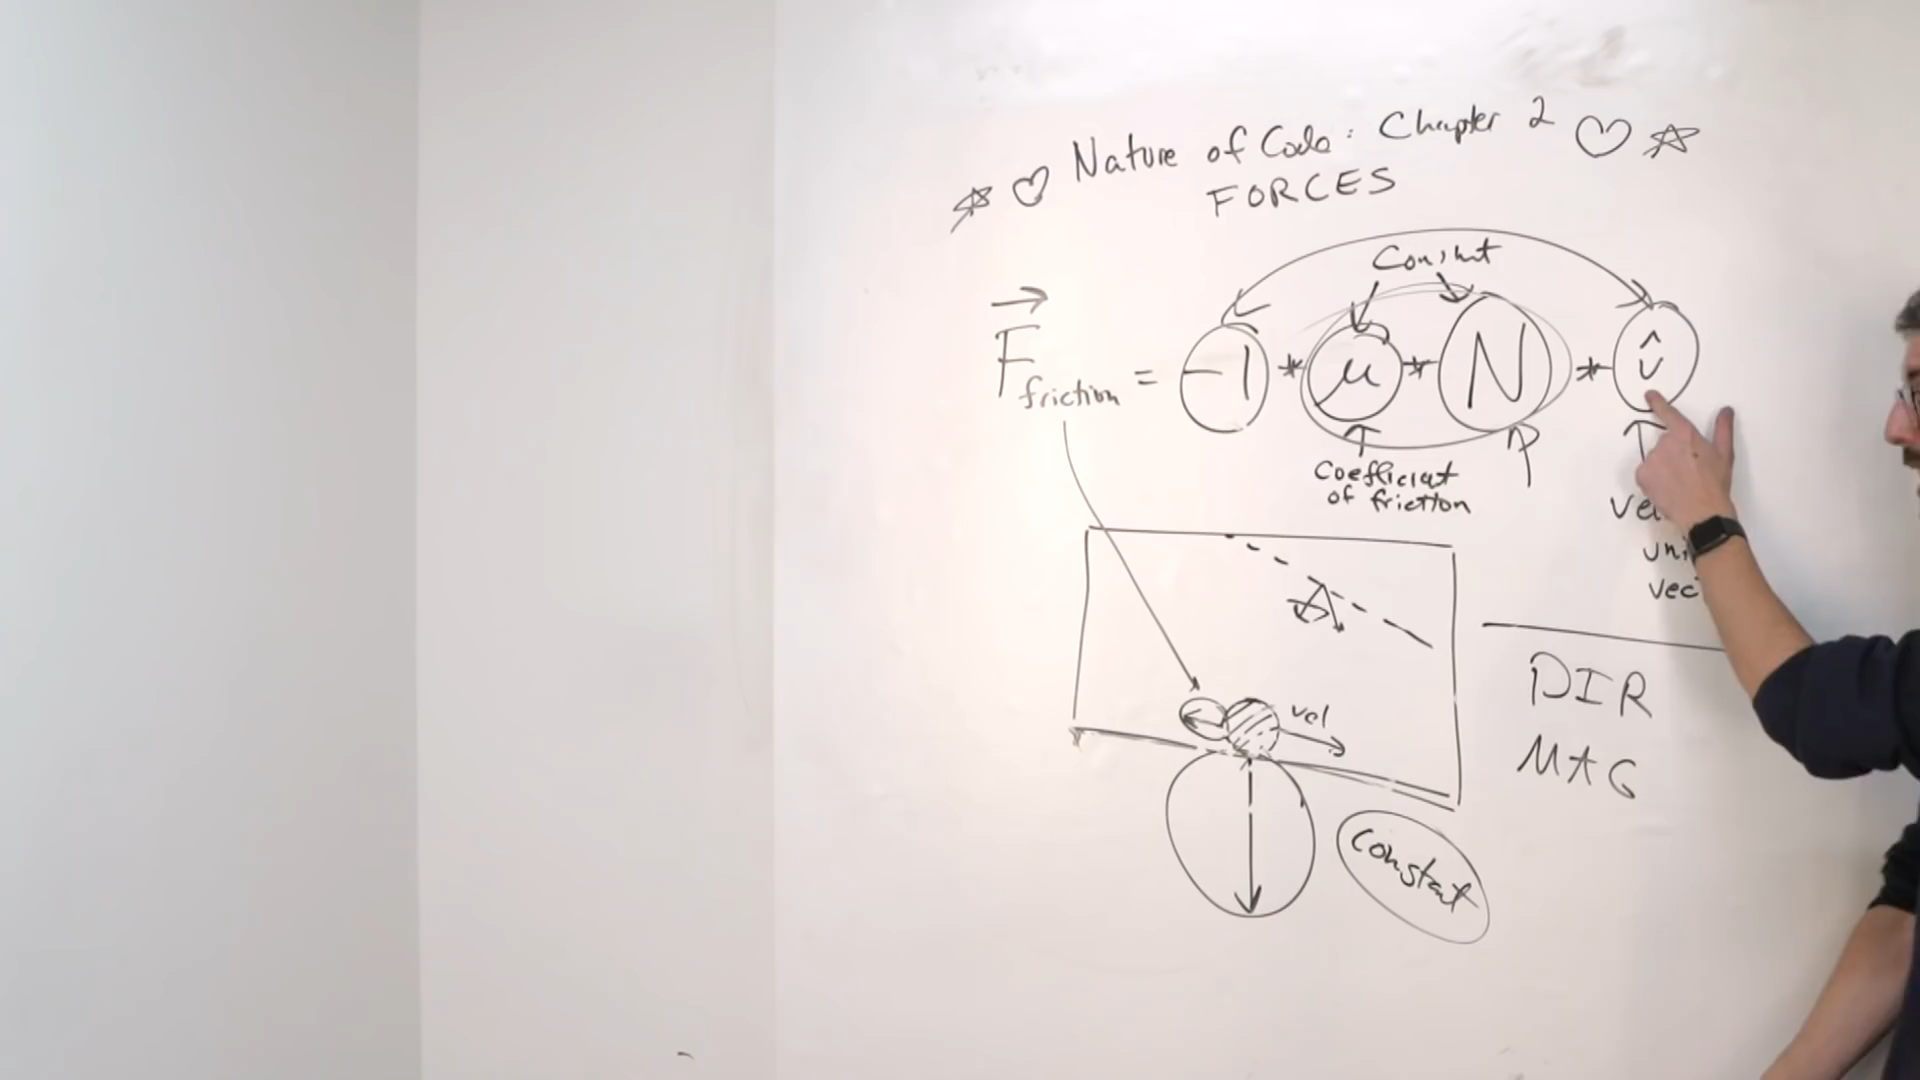 Nature of Code: Chapter 2
FORCES
Constant
F friction = -1 * μ * N * v̂
Coefficient
of friction
vel
DIR
MAG
constant